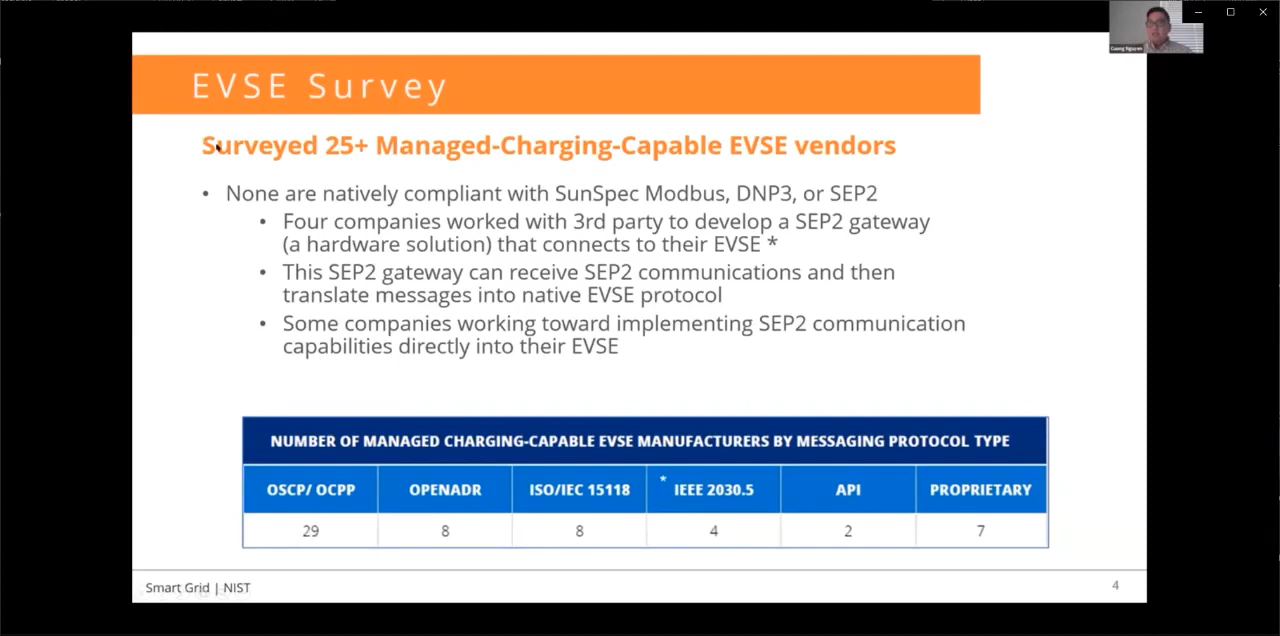 Cuong Nguyen
EVSE Survey
Surveyed 25+ Managed-Charging-Capable EVSE vendors
• None are natively compliant with SunSpec Modbus, DNP3, or SEP2
• Four companies worked with 3rd party to develop a SEP2 gateway
(a hardware solution) that connects to their EVSE *
• This SEP2 gateway can receive SEP2 communications and then
translate messages into native EVSE protocol
• Some companies working toward implementing SEP2 communication
capabilities directly into their EVSE
NUMBER OF MANAGED CHARGING-CAPABLE EVSE MANUFACTURERS BY MESSAGING PROTOCOL TYPE
OSCP/ OCPP OPENADR ISO/IEC 15118 * IEEE 2030.5 API PROPRIETARY
29 8 8 4 2 7
Smart Grid | NIST 4